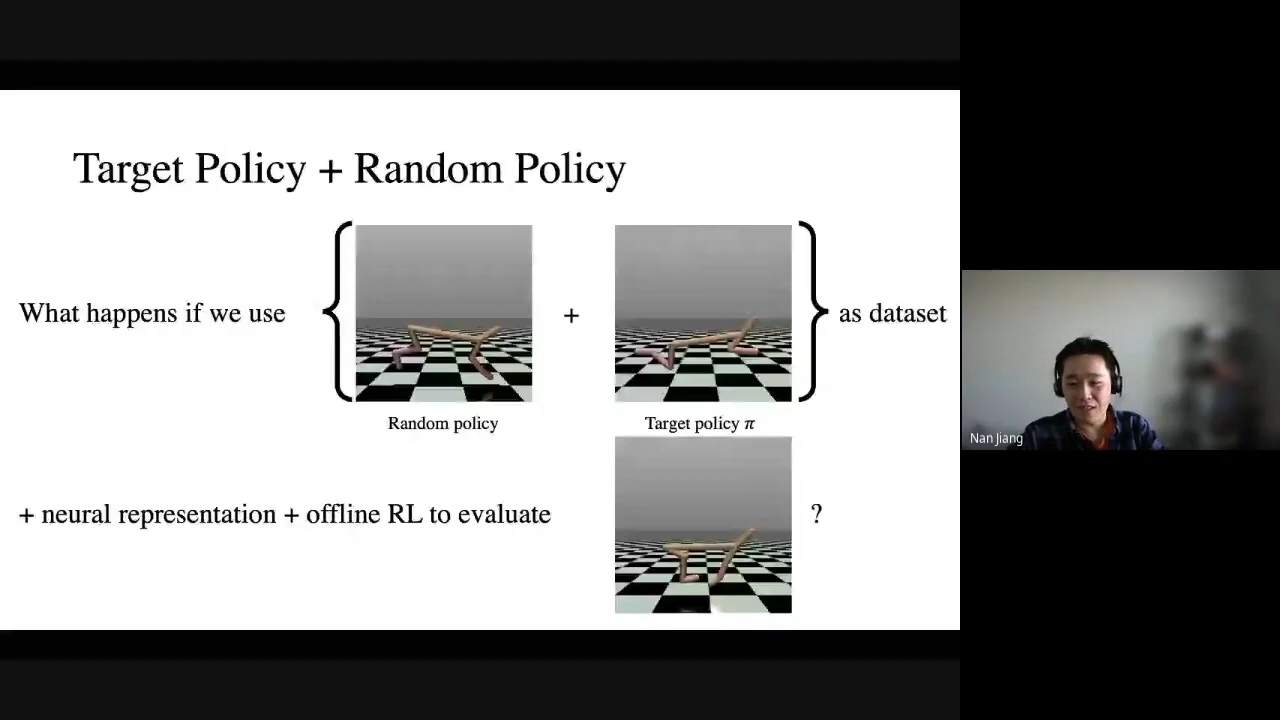 Target Policy + Random Policy
What happens if we use { + } as dataset
Random policy
Target policy π
+ neural representation + offline RL to evaluate ?
Nan Jiang